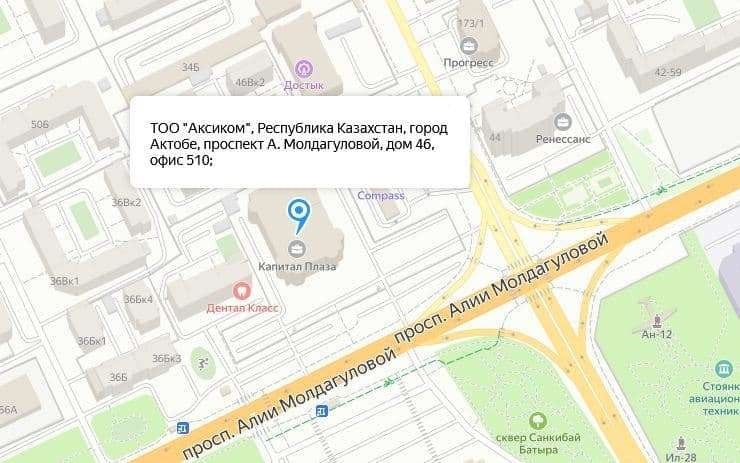 173/1
Прогресс
34Б
46Вк2
Достык
42-59
50Б
44
Ренессанс
ТОО "Аксиком", Республика Казахстан, город
Актобе, проспект А. Молдагуловой, дом 46,
офис 510;
36Вк2
Compass
Капитал Плаза
36Вк1
36Бк4
Дентал Класс
просп. Алии Молдагуловой
Ан-12
36Бк1
36Бк3
36Б
Стоянк
авиацион
техник
66А
просп. Алии Молдагуловой
сквер Санкибай
Батыра
Ил-28